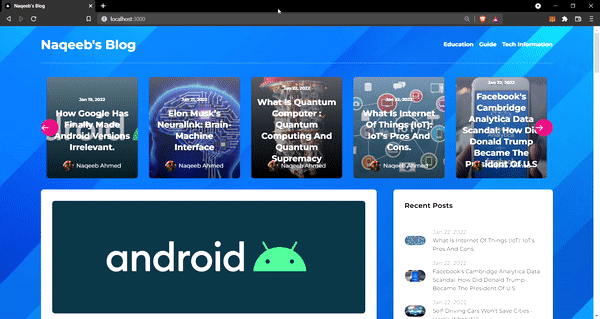 Naqeeb's Blog
localhost:3000
Naqeeb's Blog
Education Guide Tech Information
Jan 19, 2022
How Google Has
Finally Made
Android Versions
Irrelevant.
Naqeeb Ahmed
Jan 21, 2022
Elon Musk's
Neuralink: Brain-
Machine
Interface
Naqeeb Ahmed
Jan 22, 2022
What Is Quantum
Computer :
Quantum
Computing And
Quantum
Supremacy
Naqeeb Ahmed
Jan 22, 2022
What Is Internet
Of Things (IoT):
IoT's Pros And
Cons.
Naqeeb Ahmed
Jan 22, 2022
Facebook's
Cambridge
Analytica Data
Scandal: How Did
Donald Trump
Became The
President Of U.S
android
Recent Posts
Jan 22, 2022
What Is Internet Of Things (IoT): IoT's
Pros And Cons.
Jan 22, 2022
Facebook's Cambridge Analytica Data
Scandal: How Did Donald Trump
Became The President Of U.S
Jan 22, 2022
Self Driving Cars Won't Save Cities -